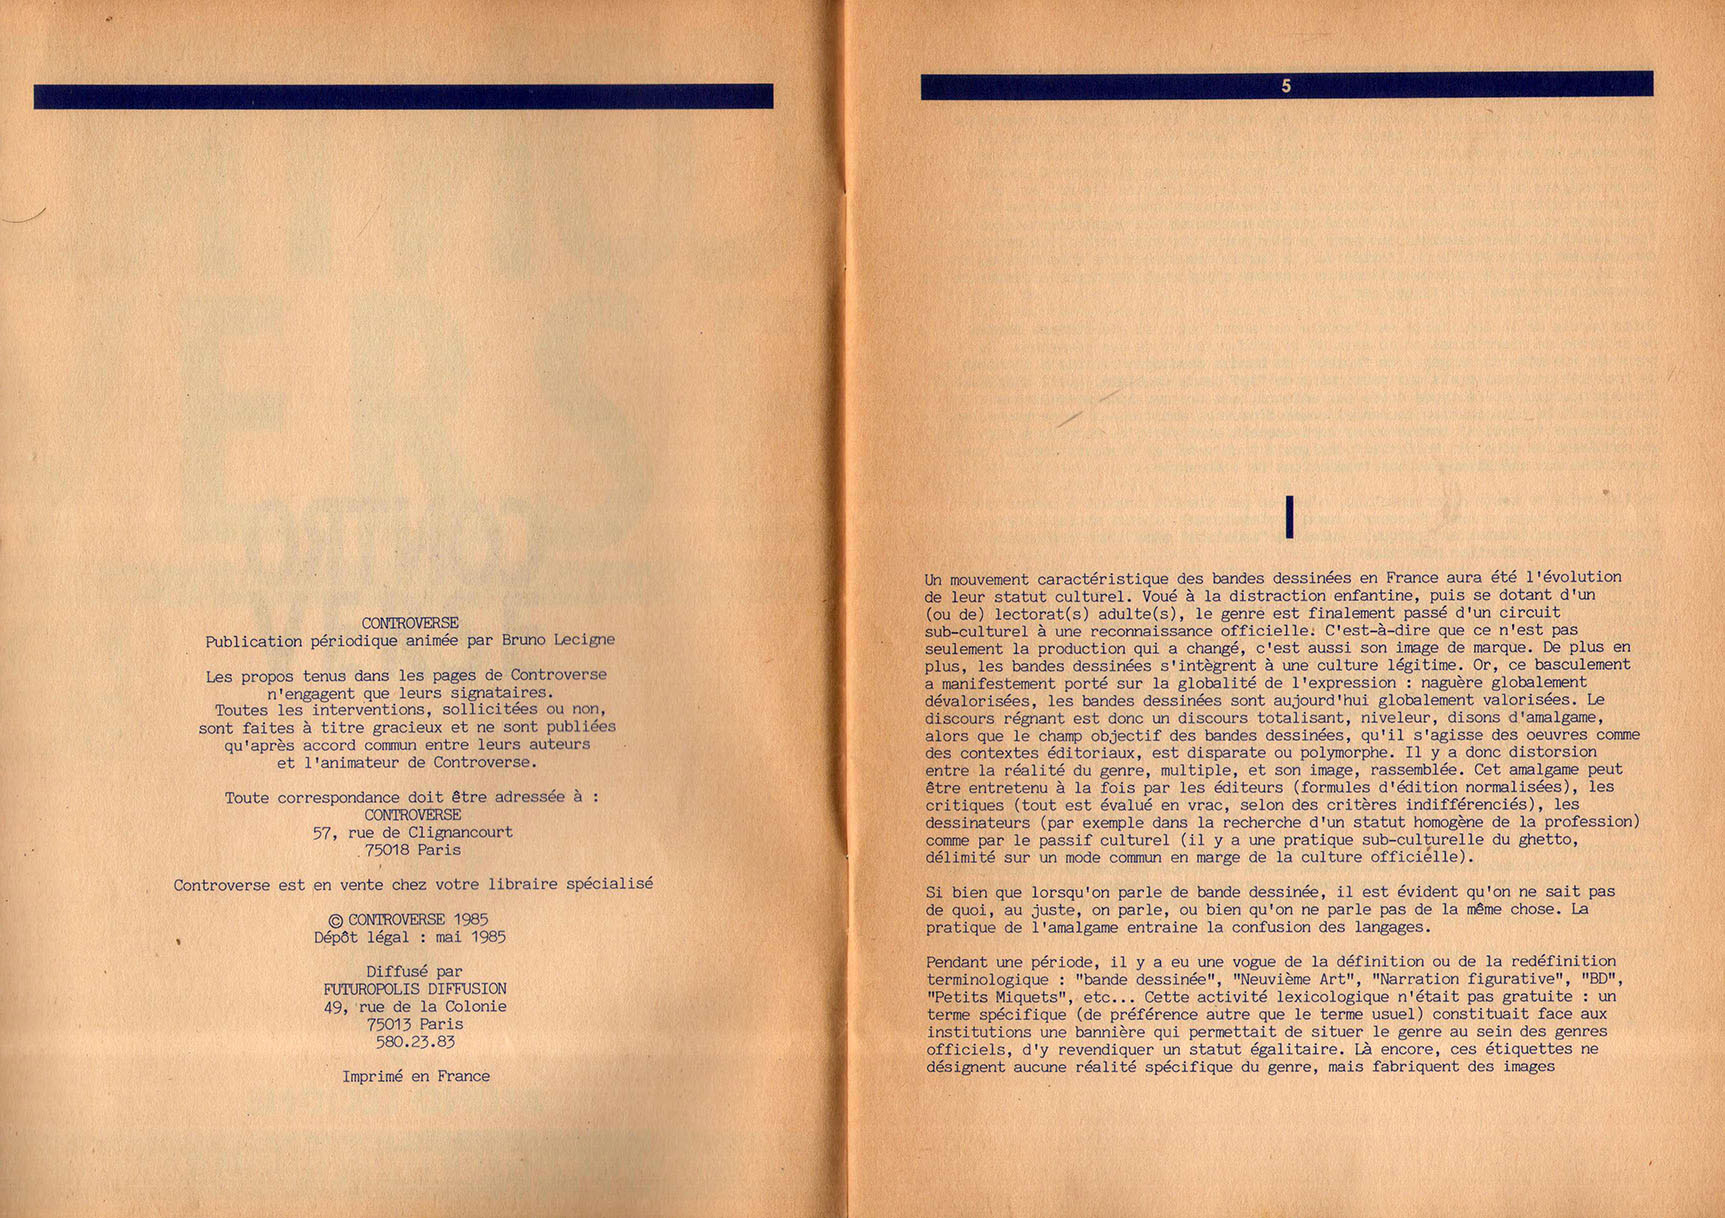 CONTROVERSE
Publication périodique animée par Bruno Lecigne
Les propos tenus dans les pages de Controverse
n'engagent que leurs signataires.
Toutes les interventions, sollicitées ou non,
sont faites à titre gracieux et ne sont publiées
qu'après accord commun entre leurs auteurs
et l'animateur de Controverse.
Toute correspondance doit être adressée à :
CONTROVERSE
57, rue de Clignancourt
75018 Paris
Controverse est en vente chez votre libraire spécialisé
© CONTROVERSE 1985
Dépôt légal : mai 1985
Diffusé par
FUTUROPOLIS DIFFUSION
49, rue de la Colonie
75013 Paris
580.23.83
Imprimé en France
5
I
Un mouvement caractéristique des bandes dessinées en France aura été l'évolution
de leur statut culturel. Voué à la distraction enfantine, puis se dotant d'un
(ou de) lectorat(s) adulte(s), le genre est finalement passé d'un circuit
sub-culturel à une reconnaissance officielle. C'est-à-dire que ce n'est pas
seulement la production qui a changé, c'est aussi son image de marque. De plus en
plus, les bandes dessinées s'intègrent à une culture légitime. Or, ce basculement
a manifestement porté sur la globalité de l'expression : naguère globalement
dévalorisées, les bandes dessinées sont aujourd'hui globalement valorisées. Le
discours régnant est donc un discours totalisant, niveleur, disons d'amalgame,
alors que le champ objectif des bandes dessinées, qu'il s'agisse des oeuvres comme
des contextes éditoriaux, est disparate ou polymorphe. Il y a donc distorsion
entre la réalité du genre, multiple, et son image, rassemblée. Cet amalgame peut
être entretenu à la fois par les éditeurs (formules d'édition normalisées), les
critiques (tout est évalué en vrac, selon des critères indifférenciés), les
dessinateurs (par exemple dans la recherche d'un statut homogène de la profession)
comme par le passif culturel (il y a une pratique sub-culturelle du ghetto,
délimité sur un mode commun en marge de la culture officielle).
Si bien que lorsqu'on parle de bande dessinée, il est évident qu'on ne sait pas
de quoi, au juste, on parle, ou bien qu'on ne parle pas de la même chose. La
pratique de l'amalgame entraine la confusion des langages.
Pendant une période, il y a eu une vogue de la définition ou de la redéfinition
terminologique : "bande dessinée", "Neuvième Art", "Narration figurative", "BD",
"Petits Miquets", etc... Cette activité lexicologique n'était pas gratuite : un
terme spécifique (de préférence autre que le terme usuel) constituait face aux
institutions une bannière qui permettait de situer le genre au sein des genres
officiels, d'y revendiquer un statut égalitaire. Là encore, ces étiquettes ne
désignent aucune réalité spécifique du genre, mais fabriquent des images